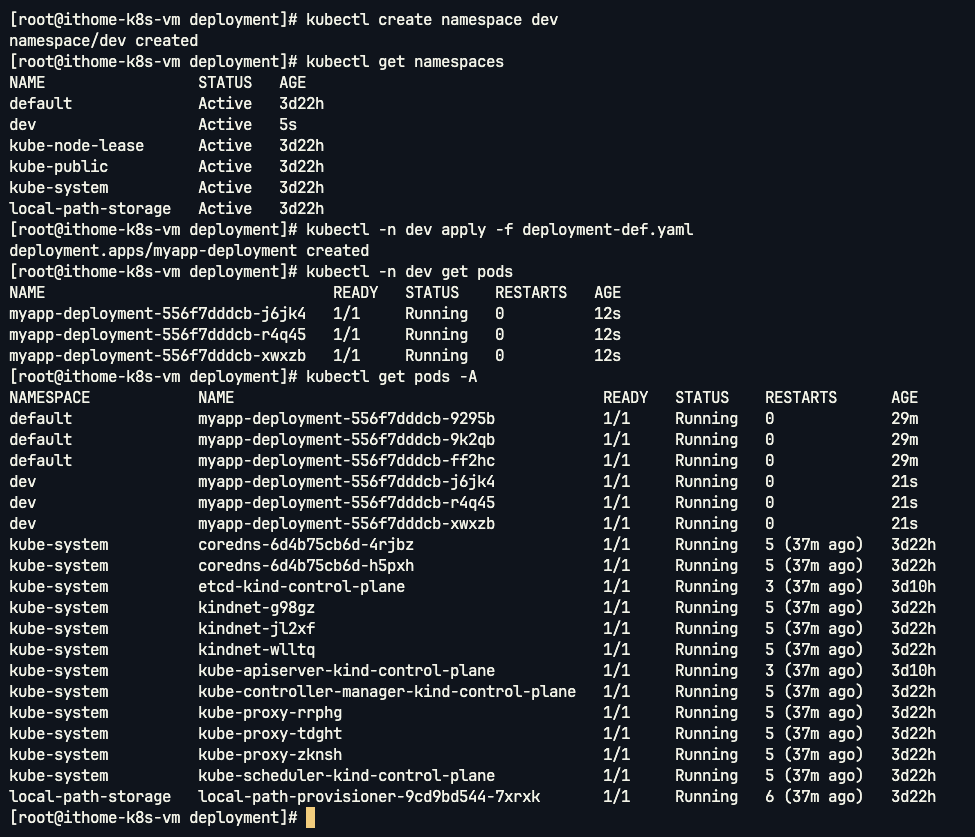 [root@ithome-k8s-vm deployment]# kubectl create namespace dev
namespace/dev created
[root@ithome-k8s-vm deployment]# kubectl get namespaces
NAME                 STATUS   AGE
default              Active   3d22h
dev                  Active   5s
kube-node-lease      Active   3d22h
kube-public          Active   3d22h
kube-system          Active   3d22h
local-path-storage   Active   3d22h
[root@ithome-k8s-vm deployment]# kubectl -n dev apply -f deployment-def.yaml
deployment.apps/myapp-deployment created
[root@ithome-k8s-vm deployment]# kubectl -n dev get pods
NAME                                READY   STATUS    RESTARTS   AGE
myapp-deployment-556f7dddcb-j6jk4   1/1     Running   0          12s
myapp-deployment-556f7dddcb-r4q45   1/1     Running   0          12s
myapp-deployment-556f7dddcb-xwxzb   1/1     Running   0          12s
[root@ithome-k8s-vm deployment]# kubectl get pods -A
NAMESPACE            NAME                                         READY   STATUS    RESTARTS      AGE
default              myapp-deployment-556f7dddcb-9295b            1/1     Running   0             29m
default              myapp-deployment-556f7dddcb-9k2qb            1/1     Running   0             29m
default              myapp-deployment-556f7dddcb-ff2hc            1/1     Running   0             29m
dev                  myapp-deployment-556f7dddcb-j6jk4            1/1     Running   0             21s
dev                  myapp-deployment-556f7dddcb-r4q45            1/1     Running   0             21s
dev                  myapp-deployment-556f7dddcb-xwxzb            1/1     Running   0             21s
kube-system          coredns-6d4b75cb6d-4rjbz                     1/1     Running   5 (37m ago)   3d22h
kube-system          coredns-6d4b75cb6d-h5pxh                     1/1     Running   5 (37m ago)   3d22h
kube-system          etcd-kind-control-plane                      1/1     Running   3 (37m ago)   3d10h
kube-system          kindnet-g98gz                                1/1     Running   5 (37m ago)   3d22h
kube-system          kindnet-jl2xf                                1/1     Running   5 (37m ago)   3d22h
kube-system          kindnet-wlltq                                1/1     Running   5 (37m ago)   3d22h
kube-system          kube-apiserver-kind-control-plane            1/1     Running   3 (37m ago)   3d10h
kube-system          kube-controller-manager-kind-control-plane   1/1     Running   5 (37m ago)   3d22h
kube-system          kube-proxy-rrphg                             1/1     Running   5 (37m ago)   3d22h
kube-system          kube-proxy-tdght                             1/1     Running   5 (37m ago)   3d22h
kube-system          kube-proxy-zknsh                             1/1     Running   5 (37m ago)   3d22h
kube-system          kube-scheduler-kind-control-plane            1/1     Running   5 (37m ago)   3d22h
local-path-storage   local-path-provisioner-9cd9bd544-7xrxk       1/1     Running   6 (37m ago)   3d22h
[root@ithome-k8s-vm deployment]#